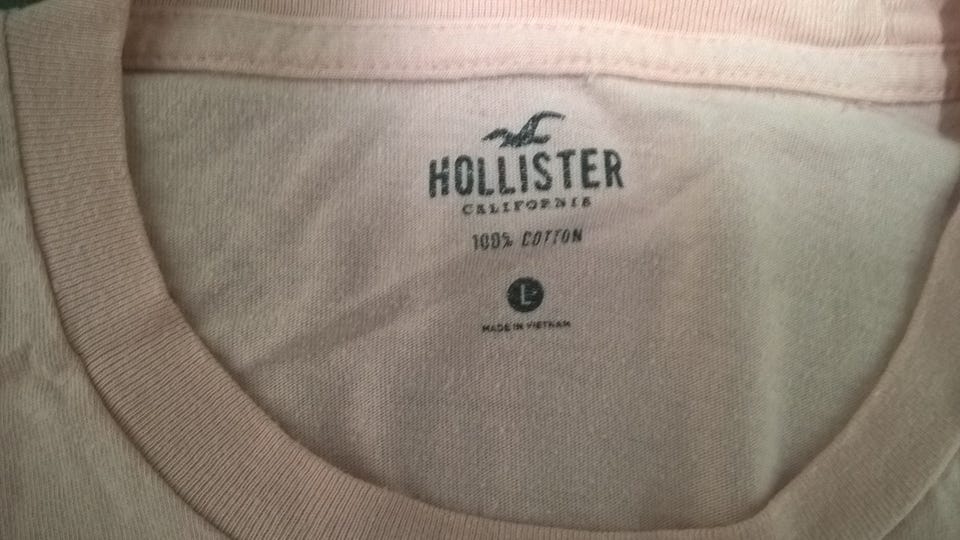 HOLLISTER
CALIFORNIA
100% COTTON
L
MADE IN VIETNAM